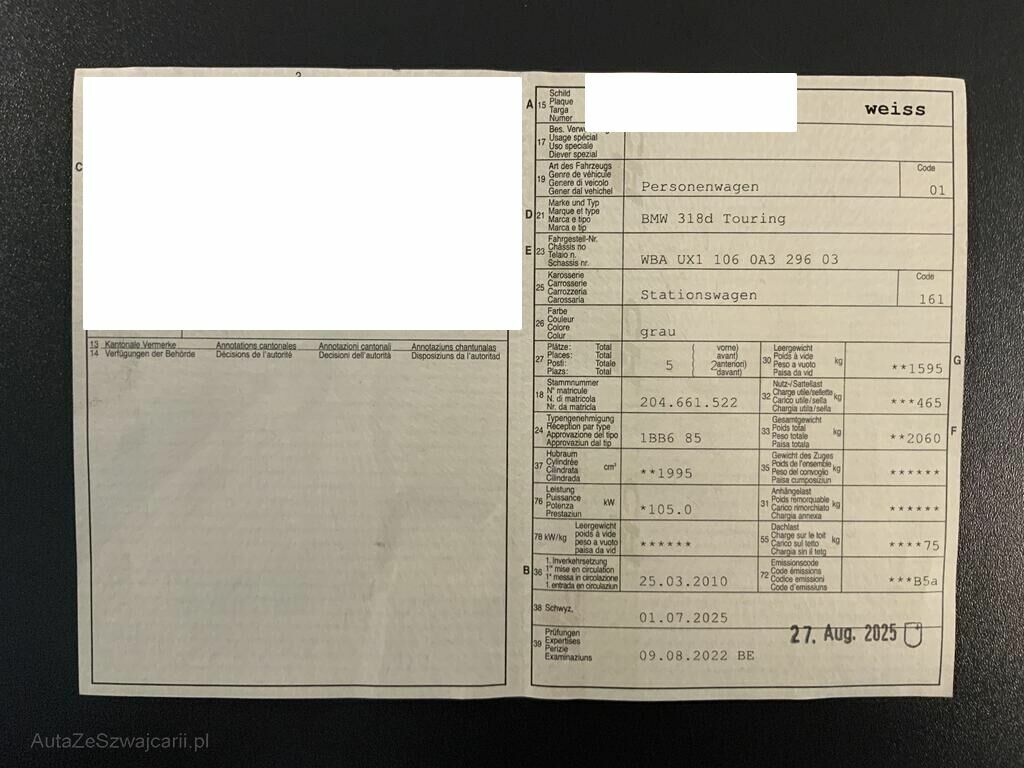 C
13 Kantonale Vermerke Annotations cantonales Annotazioni cantonali Annotaziuns chantunalas
14 Verfügungen der Behörde Décisions de l'autorité Decisioni dell'autorità Disposiziuns da l'autoritad
A 15 Schild
Plaque
Targa
Numer
weiss
17 Bes.
Usage spécial
Uso speciale
Diever spezial
19 Art des Fahrzeugs
Genre de véhicule
Genere di veicolo
Gener dal vehichel
Personenwagen
Code
01
D 21 Marke und Typ
Marque et type
Marca e tipo
Marca e tip
BMW 318d Touring
E 23 Fahrgestell-Nr.
Châssis no
Telaio n.
Schassis nr.
WBA UX1 106 0A3 296 03
25 Karosserie
Carrosserie
Carrozzeria
Carossaria
Stationswagen
Code
161
26 Farbe
Couleur
Colore
Colur
grau
27 Plätze: Total
Places: Total
Posti: Totale
Plazs: Total
5
( vorne)
( avant)
( 2anteriori)
( davant)
30 Leergewicht
Poids à vide
Peso a vuoto
Paisa da vid
kg
**1595
G
18 Stammnummer
N° matricule
N. di matricola
Nr. da matricla
204.661.522
32 Nutz-/Sattellast
Charge utile/sellette
Carico utile/sella
Chargia utila/sella
kg
***465
24 Typengenehmigung
Réception par type
Approvazione del tipo
Approvaziun dal tip
1BB6 85
33 Gesamtgewicht
Poids total
Peso totale
Paisa totala
kg
**2060
F
37 Hubraum
Cylindrée
Cilindrata
Cilindrada
cm³
**1995
35 Gewicht des Zuges
Poids de l'ensemble
Peso del convoglio
Paisa cumposiziun
kg
******
76 Leistung
Puissance
Potenza
Prestaziun
kW
*105.0
31 Anhängelast
Poids remorquable
Carico rimorchiato
Chargia annexa
kg
******
78 kW/kg
Leergewicht
poids à vide
peso a vuoto
paisa da vid
******
55 Dachlast
Charge sur le toit
Carico sul tetto
Chargia sin il tetg
kg
****75
B 36 1. Inverkehrsetzung
1re mise en circulation
1a messa in circolazione
1. entrada en circulaziun
25.03.2010
72 Emissionscode
Code émissions
Codice emissioni
Code d'emissiuns
***B5a
38 Schwyz,
01.07.2025
27. Aug. 2025
39 Prüfungen
Expertises
Perizie
Examinaziuns
09.08.2022 BE
AutaZeSzwajcarii.pl